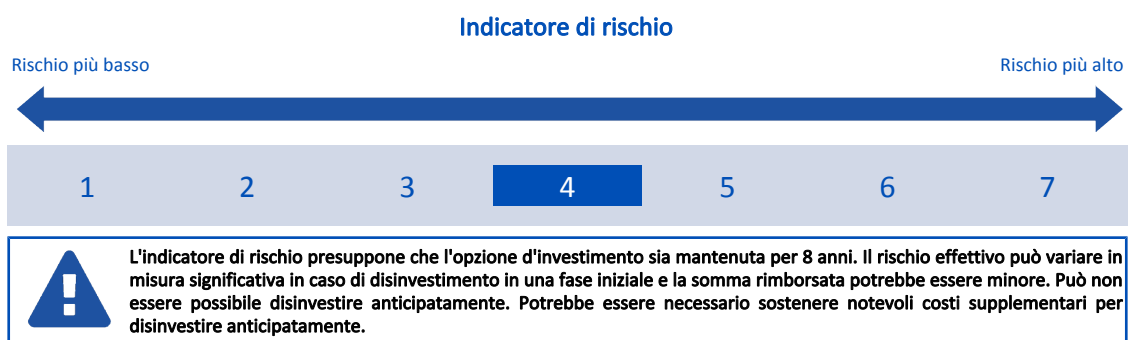 Indicatore di rischio
Rischio più basso
Rischio più alto
1 2 3 4 5 6 7
L'indicatore di rischio presuppone che l'opzione d'investimento sia mantenuta per 8 anni. Il rischio effettivo può variare in
misura significativa in caso di disinvestimento in una fase iniziale e la somma rimborsata potrebbe essere minore. Può non
essere possibile disinvestire anticipatamente. Potrebbe essere necessario sostenere notevoli costi supplementari per
disinvestire anticipatamente.